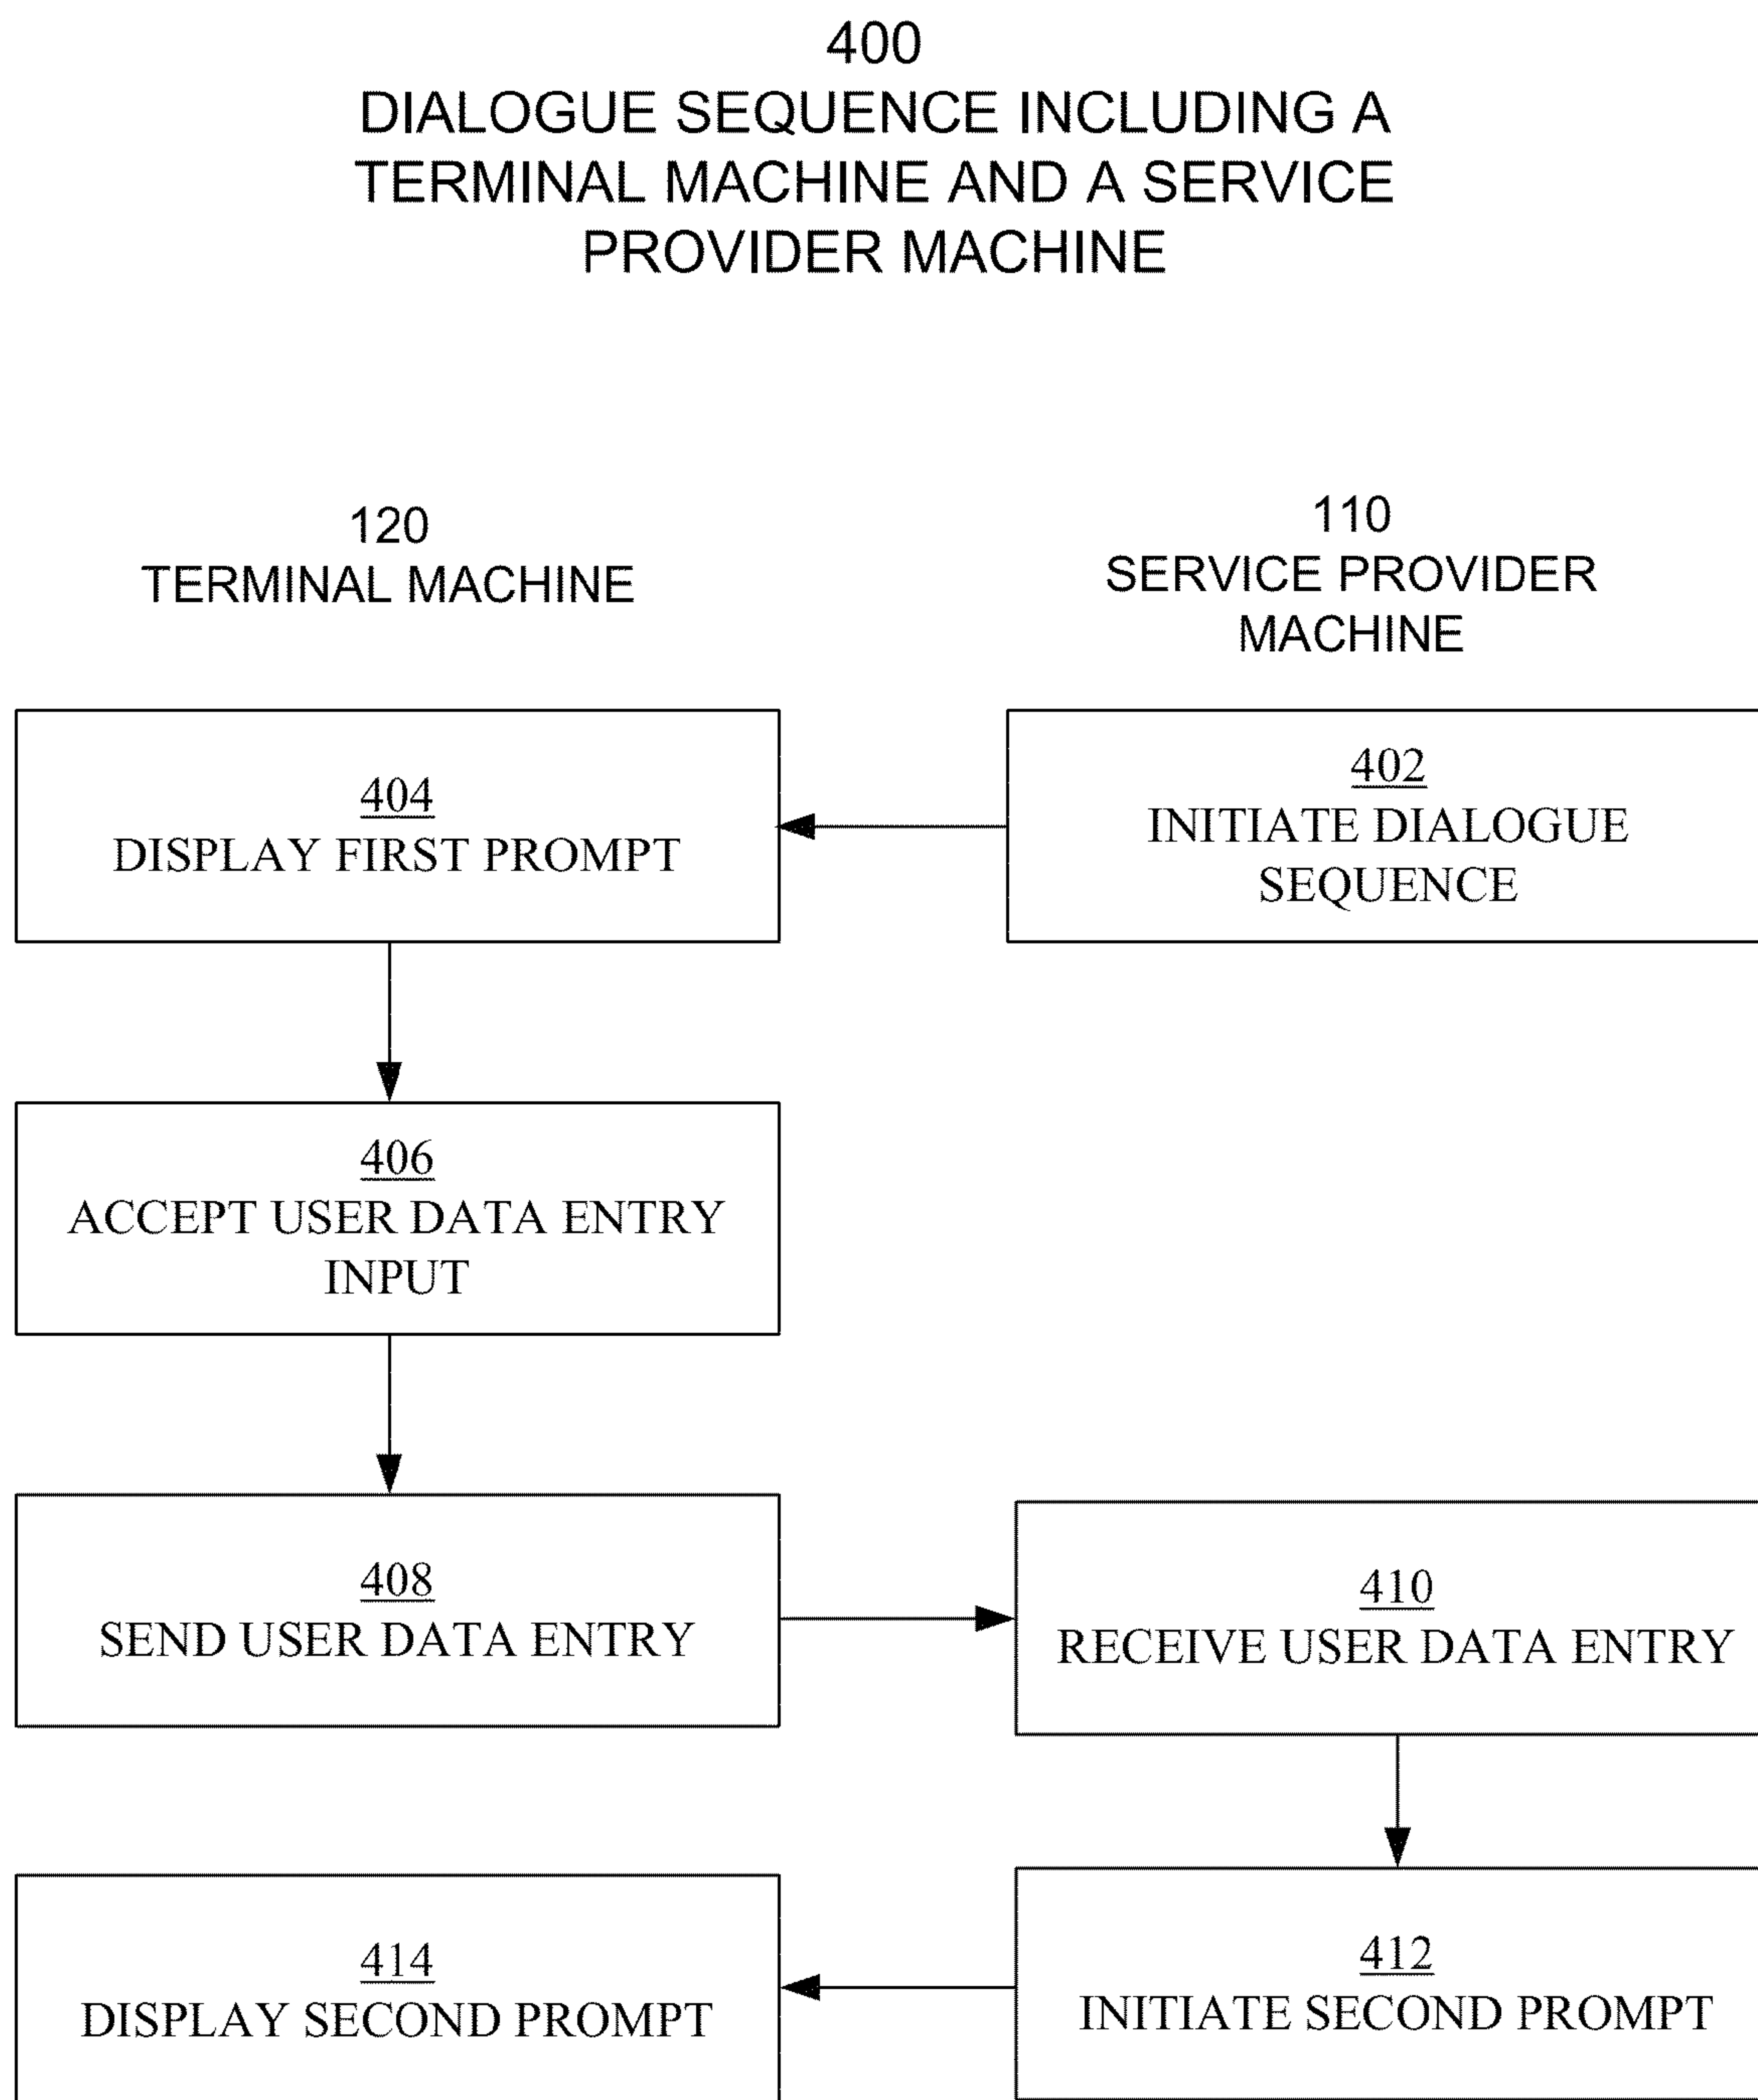 400
DIALOGUE SEQUENCE INCLUDING A
TERMINAL MACHINE AND A SERVICE
PROVIDER MACHINE
120
TERMINAL MACHINE
110
SERVICE PROVIDER
MACHINE
404
DISPLAY FIRST PROMPT
402
INITIATE DIALOGUE
SEQUENCE
406
ACCEPT USER DATA ENTRY
INPUT
408
SEND USER DATA ENTRY
410
RECEIVE USER DATA ENTRY
414
DISPLAY SECOND PROMPT
412
INITIATE SECOND PROMPT